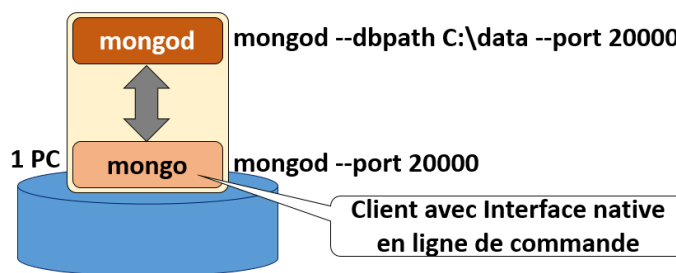 mongod
mongod --dbpath C:\data --port 20000
1 PC
mongo
mongod --port 20000
Client avec Interface native
en ligne de commande